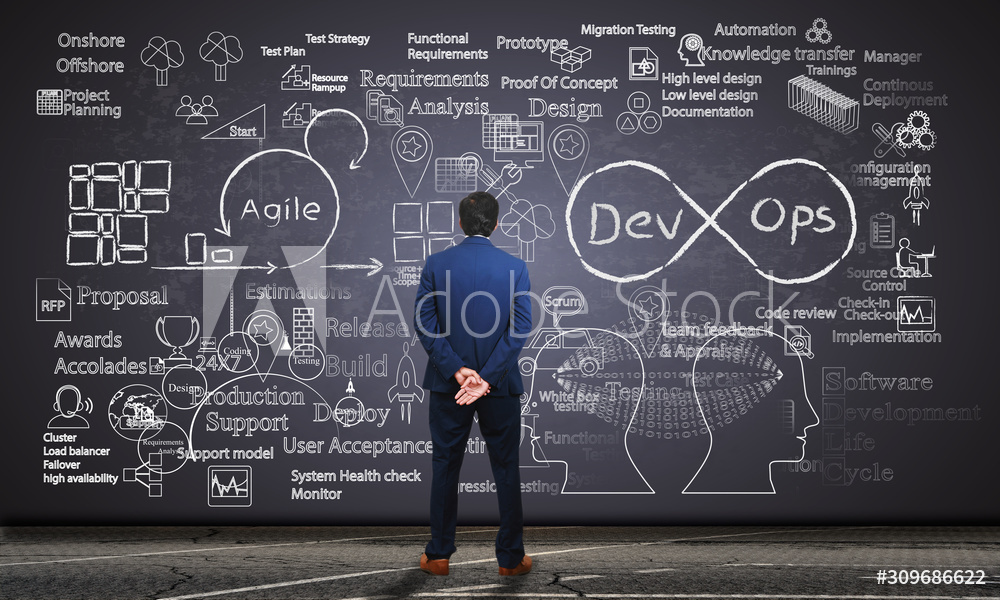 Onshore
Offshore
Project
Planning
Test Plan
Test Strategy
Resource
Rampup
Functional
Requirements
Requirements
Analysis
Prototype
Proof Of Concept
Design
Migration Testing
High level design
Low level design
Documentation
Automation
Knowledge transfer
Trainings
Manager
Continous
Deployment
Start
Agile
Dev
Ops
Configuration
Management
Source Code
Control
Check-in
Check-out
Implementation
Code review
RFP
Proposal
Awards
Accolades
Estimations
Release
Build
Deploy
24X7
Coding
Testing
Design
Requirements
Production
Support
Support model
Cluster
Load balancer
Failover
high availability
User Acceptance
System Health check
Monitor
Scrum
Team feedback
& Appraisal
Testing
White box
testing
Functional
Software
Development
Life
Cycle
Adobe Stock
#309686622